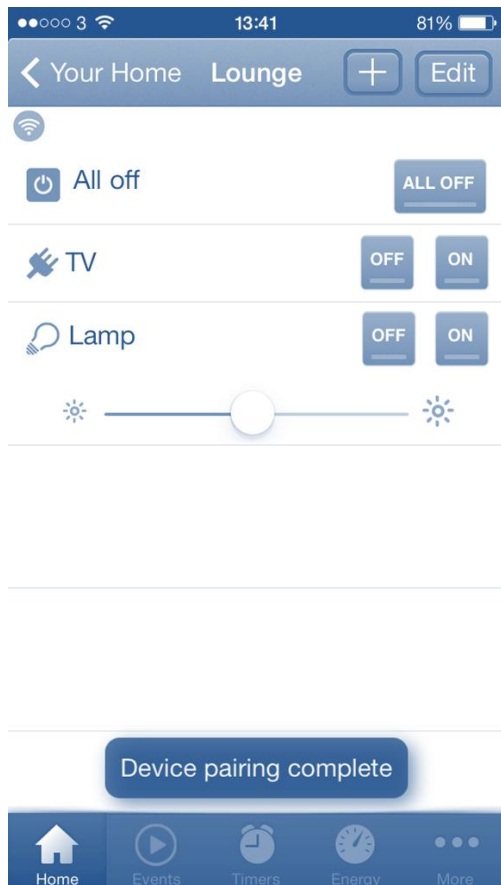 3 13:41 81%
Your Home Lounge + Edit
All off ALL OFF
TV OFF ON
Lamp OFF ON
Device pairing complete
Home Events Timers Energy More